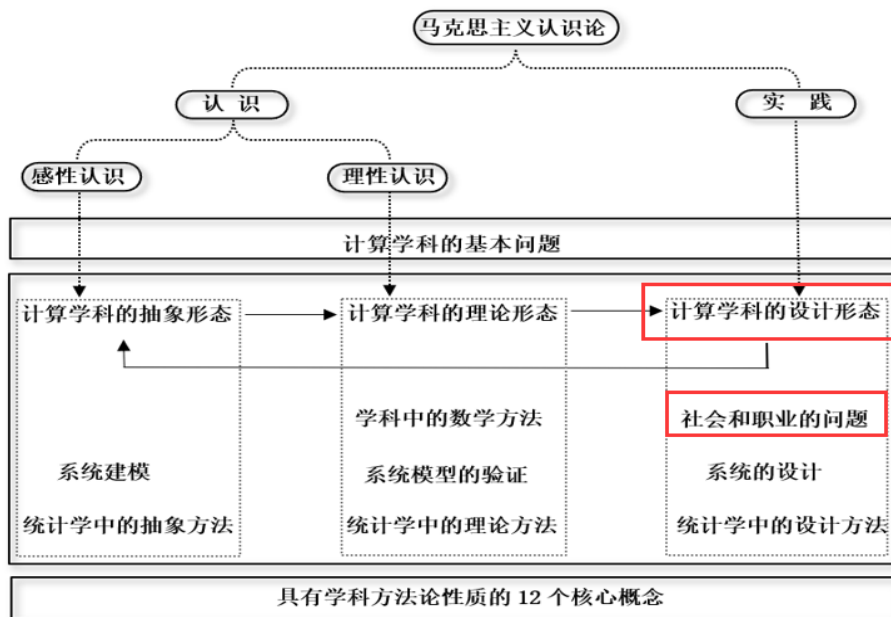 马克思主义认识论
认 识
实 践
感性认识
理性认识
计算学科的基本问题
计算学科的抽象形态
计算学科的理论形态
计算学科的设计形态
学科中的数学方法
社会和职业的问题
系统建模
系统模型的验证
系统的设计
统计学中的抽象方法
统计学中的理论方法
统计学中的设计方法
具有学科方法论性质的 12 个核心概念